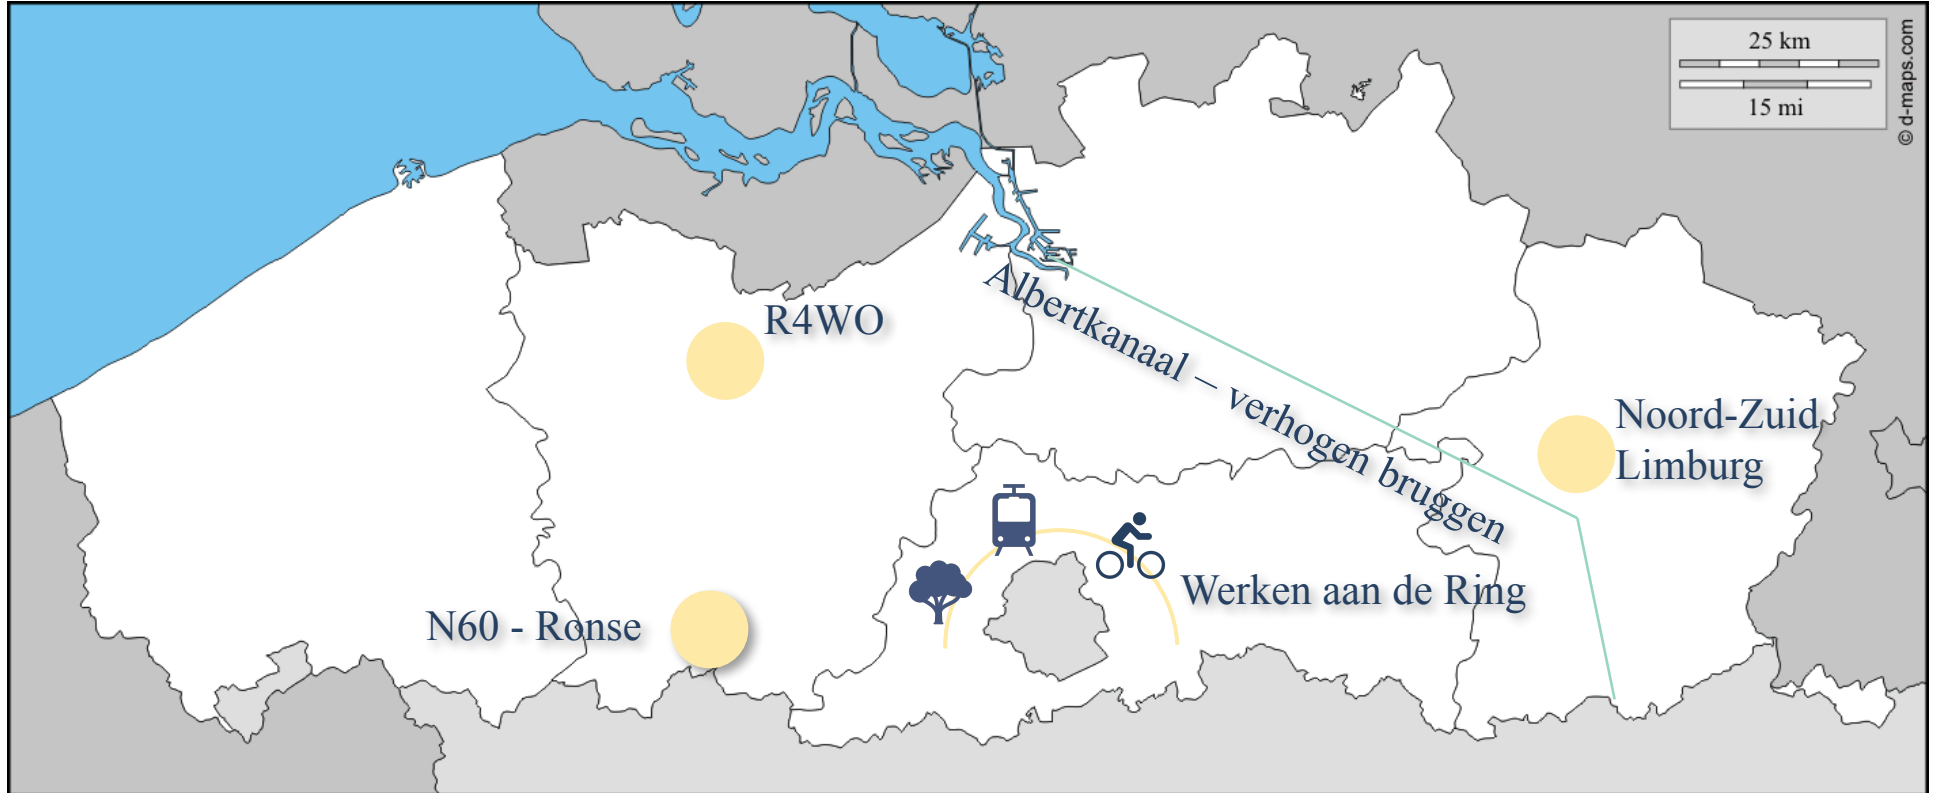 25 km
15 mi
© d-maps.com
R4WO
Albertkanaal – verhogen bruggen
Noord-Zuid
Limburg
Werken aan de Ring
N60 - Ronse